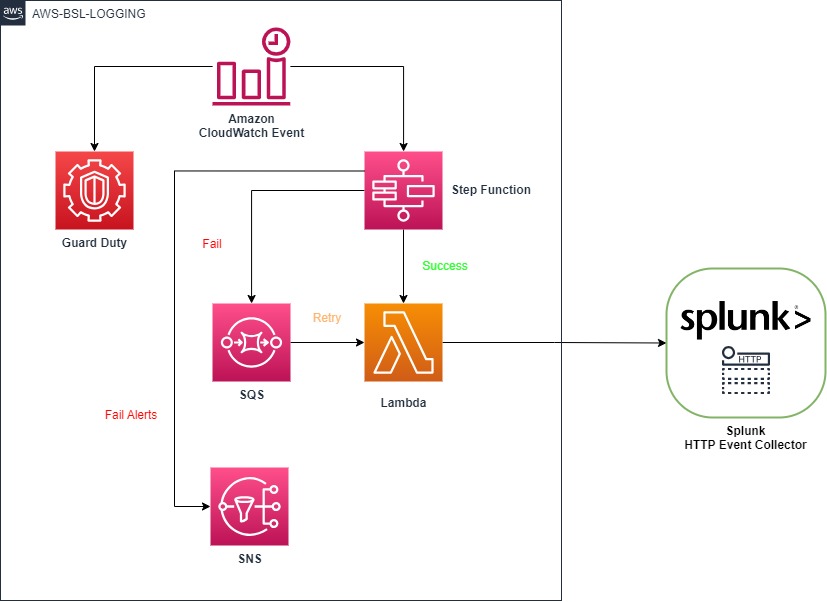 aws
AWS-BSL-LOGGING
Amazon
CloudWatch Event
Guard Duty
Step Function
Fail
Success
Retry
SQS
Lambda
Fail Alerts
SNS
splunk>
HTTP
Splunk
HTTP Event Collector